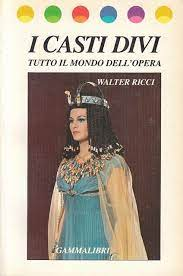 I CASTI DIVI
TUTTO IL MONDO DELL'OPERA
WALTER RICCI
GAMMALIBRI